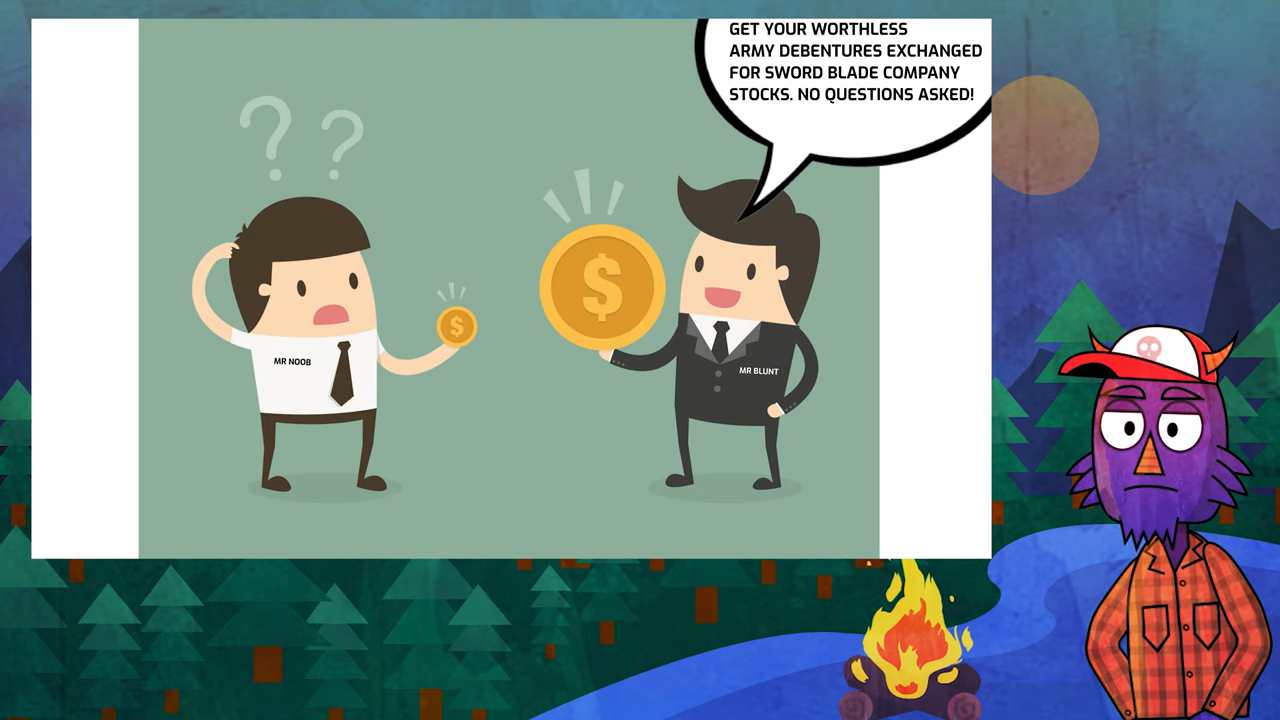 GET YOUR WORTHLESS
ARMY DEBENTURES EXCHANGED
FOR SWORD BLADE COMPANY
STOCKS. NO QUESTIONS ASKED!
MR NOOB
MR BLUNT